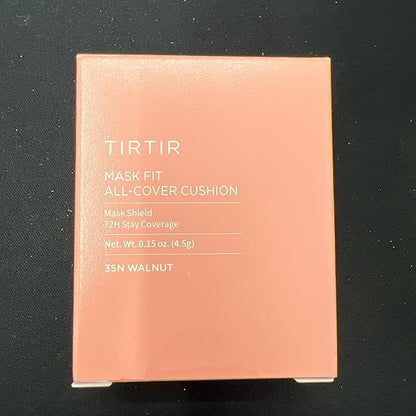 TIRTIR
MASK FIT
ALL-COVER CUSHION
Mask Shield
72H Stay Coverage
Net. Wt. 0.15 oz. (4.5g)
35N WALNUT